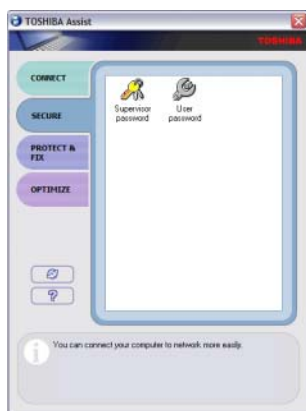 TOSHIBA Assist
TOSHIBA
CONNECT
SECURE
PROTECT &
FIX
OPTIMIZE
Supervisor
password
User
password
?
i
You can connect your computer to network more easily.